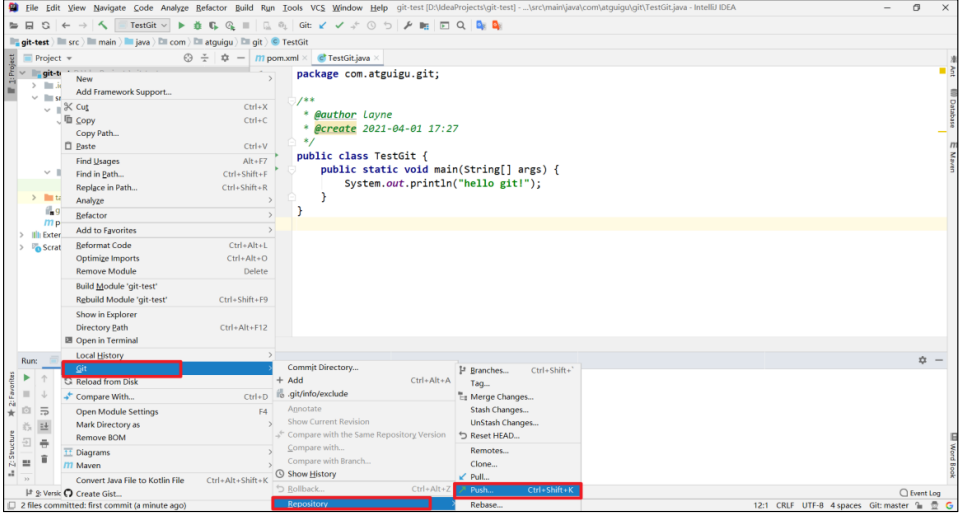 File Edit View Navigate Code Analyze Refactor Build Run Tools VCS Window Help git-test [D:\IdeaProjects\git-test] - ...\src\main\java\com\atguigu\git\TestGit.java - IntelliJ IDEA
TestGit Git:
git-test src main java com atguigu git TestGit
1: Project Project pom.xml TestGit.java Ant
git-t
package com.atguigu.git;
/**
* @author layne
* @create 2021-04-01 17:27
*/
public class TestGit {
public static void main(String[] args) {
System.out.println("hello git!");
}
}
Database
Maven
New
Add Framework Support...
Cut Ctrl+X
Copy Ctrl+C
Copy Path...
Paste Ctrl+V
Find Usages Alt+F7
Find in Path... Ctrl+Shift+F
Replace in Path... Ctrl+Shift+R
Analyze
Refactor
Add to Favorites
Reformat Code Ctrl+Alt+L
Optimize Imports Ctrl+Alt+O
Remove Module Delete
Build Module 'git-test'
Rebuild Module 'git-test' Ctrl+Shift+F9
Show in Explorer
Directory Path Ctrl+Alt+F12
Open in Terminal
Local History
Git
Reload from Disk
Compare With...
Ctrl+D
Open Module Settings F4
Mark Directory as
Remove BOM
Diagrams
Maven
Convert Java File to Kotlin File Ctrl+Alt+Shift+K
Create Gist...
Exter
Scrat
Run:
2: Favorites
Z: Structure
Commit Directory...
Add Ctrl+Alt+A
.git/info/exclude
Annotate
Show Current Revision
Compare with the Same Repository Version
Compare with...
Compare with Branch...
Show History
Rollback... Ctrl+Alt+Z
Repository
Branches... Ctrl+Shift+`
Tag...
Merge Changes...
Stash Changes...
UnStash Changes...
Reset HEAD...
Remotes...
Clone...
Pull...
Push... Ctrl+Shift+K
Rebase...
Word Book
9: Versic
Event Log
2 files committed: first commit (a minute ago) 12:1 CRLF UTF-8 4 spaces Git: master